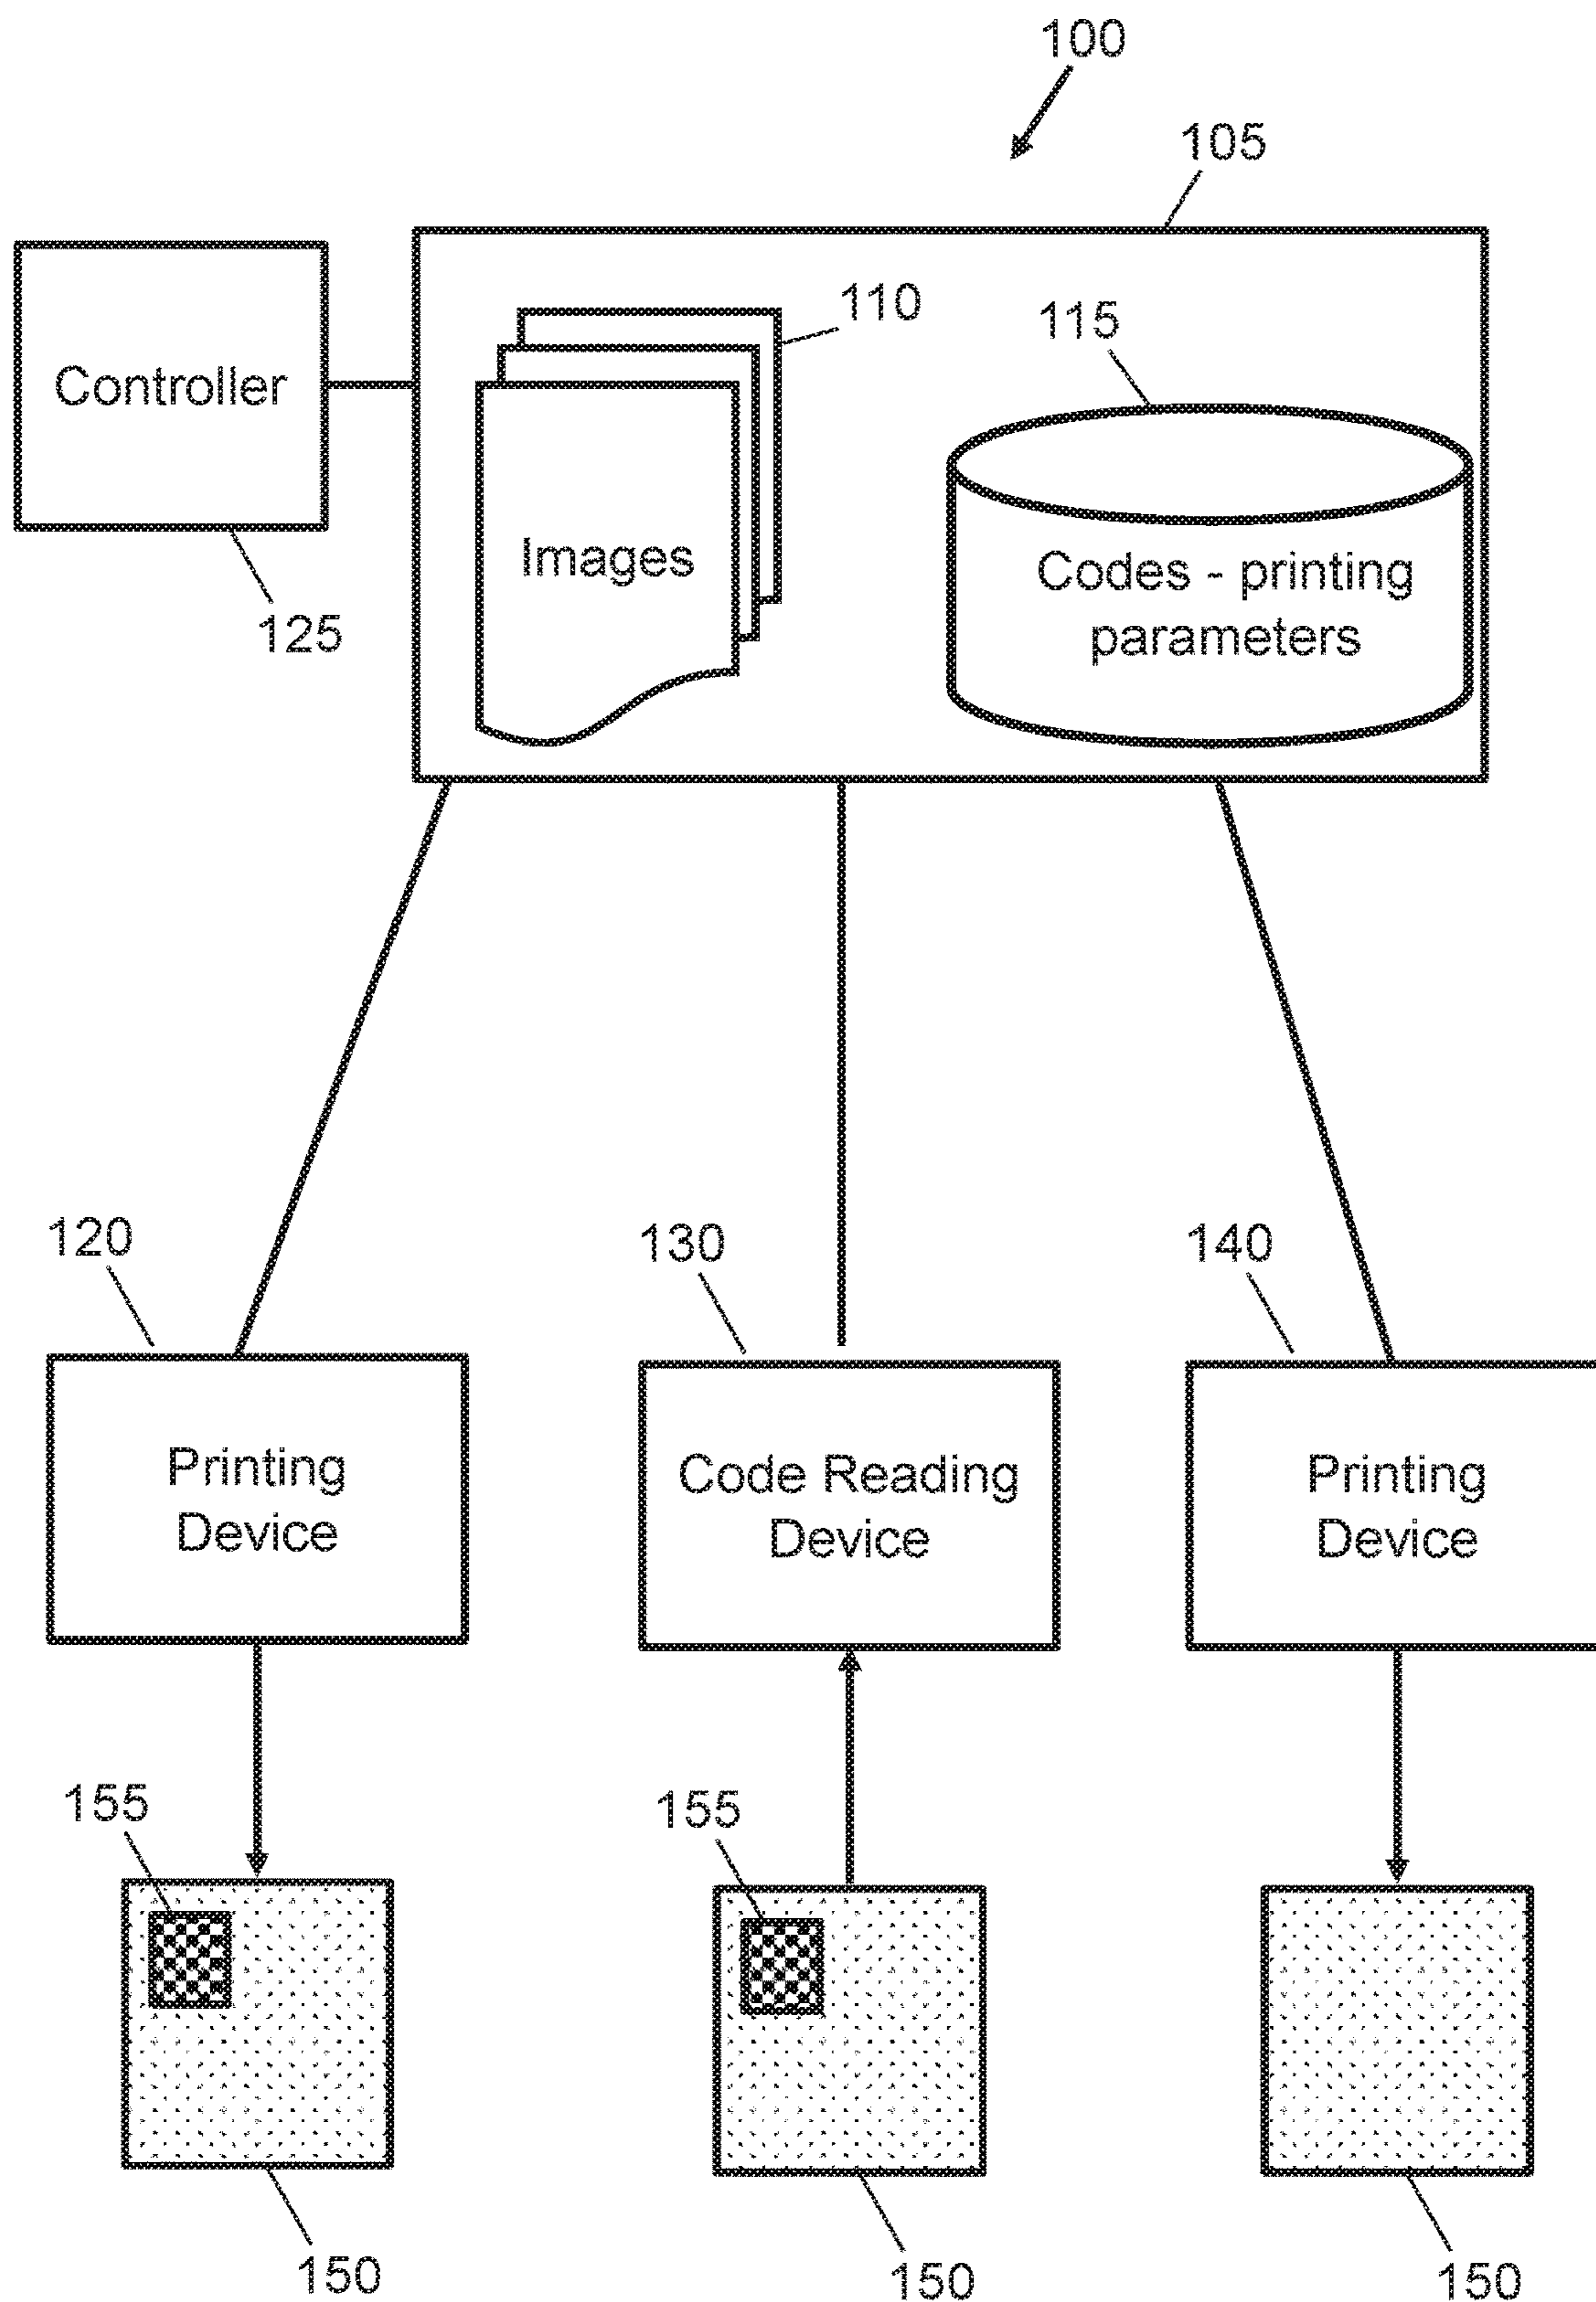 100
105
110
115
Controller
Images
Codes - printing
parameters
125
120
130
140
Printing
Device
Code Reading
Device
Printing
Device
155
155
150
150
150